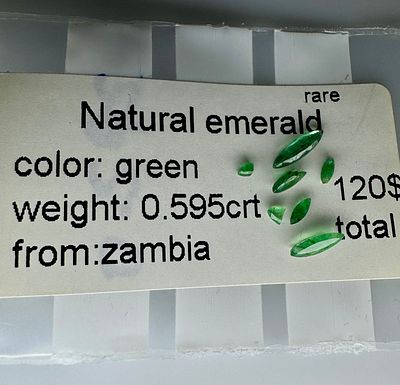 rare
Natural emerald
color: green
weight: 0.595crt
120$
total
from:zambia